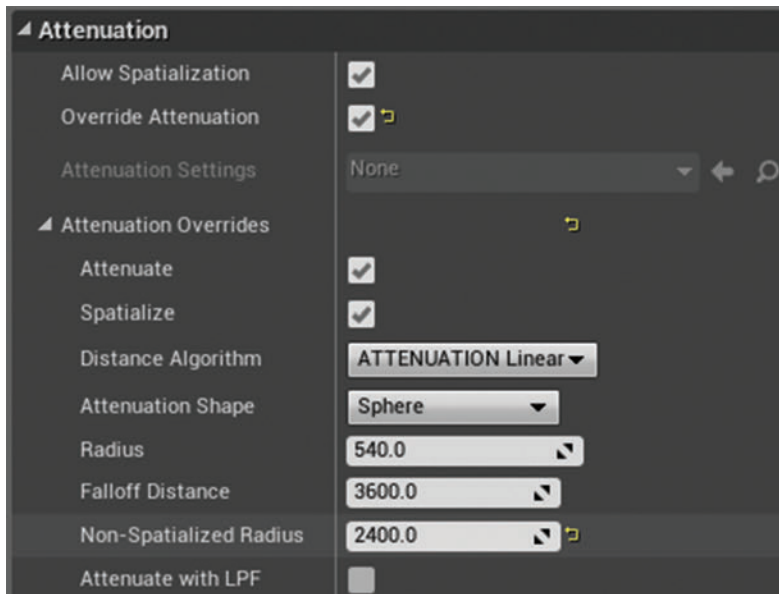 Attenuation
Allow Spatialization
Override Attenuation
Attenuation Settings None
Attenuation Overrides
Attenuate
Spatialize
Distance Algorithm ATTENUATION Linear
Attenuation Shape Sphere
Radius 540.0
Falloff Distance 3600.0
Non-Spatialized Radius 2400.0
Attenuate with LPF